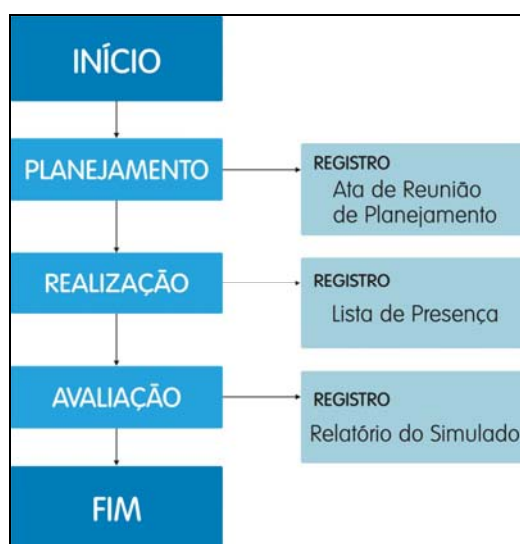 INÍCIO
PLANEJAMENTO
REGISTRO
Ata de Reunião
de Planejamento
REALIZAÇÃO
REGISTRO
Lista de Presença
AVALIAÇÃO
REGISTRO
Relatório do Simulado
FIM